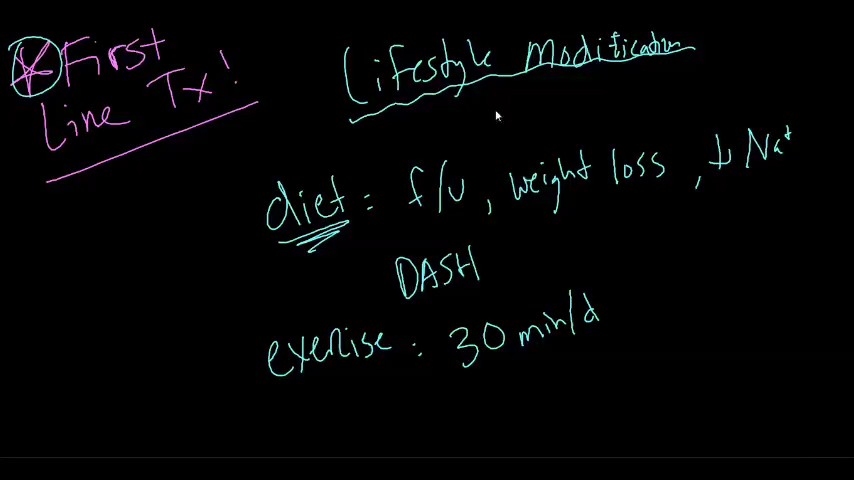 First
Line Tx!
Lifestyle Modification
diet : f/v, weight loss, ↓ Na+
DASH
exercise : 30 min/d